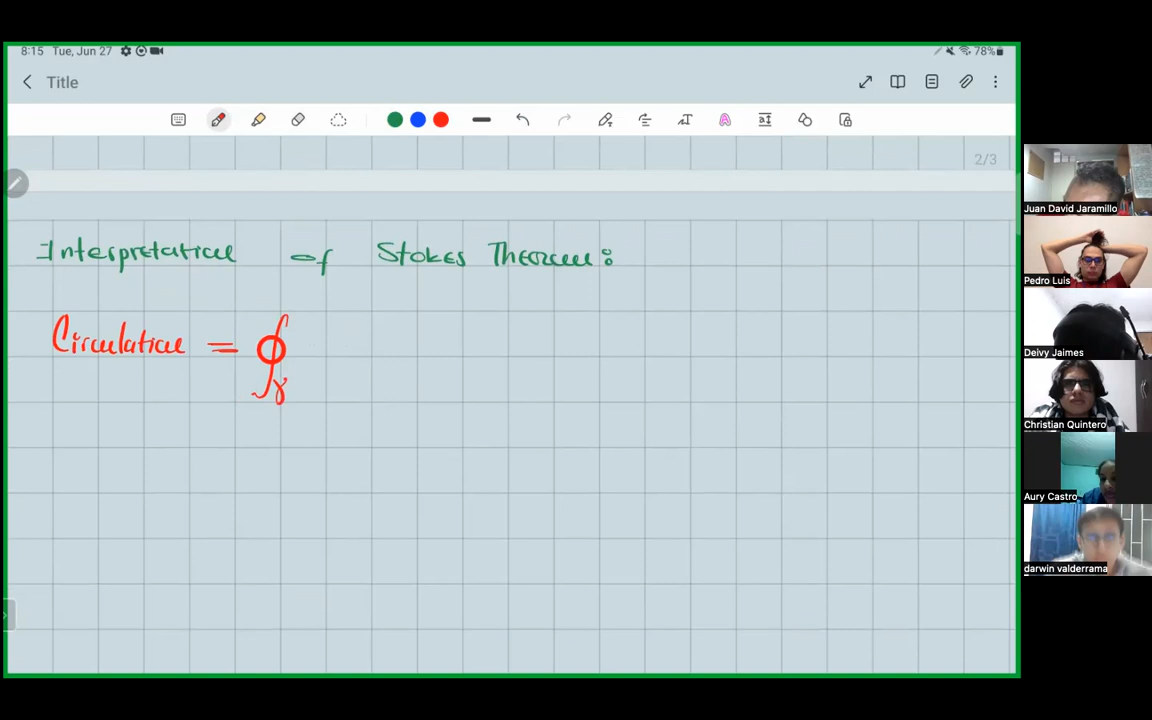 8:15 Tue, Jun 27 78%
Title
2/3
Interpretation of Stokes Theorem:
Circulation = ∮γ
Juan David Jaramillo
Pedro Luis
Deivy Jaimes
Christian Quintero
Aury Castro
darwin valderrama